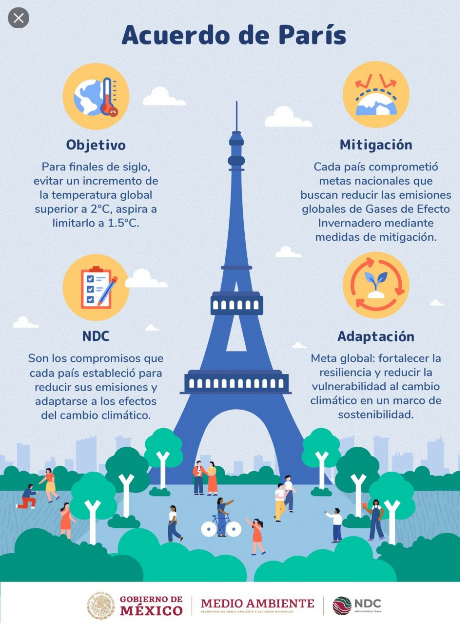 Acuerdo de París
Objetivo
Para finales de siglo,
evitar un incremento de
la temperatura global
superior a 2°C, aspira a
limitarlo a 1.5°C.
Mitigación
Cada país comprometió
metas nacionales que
buscan reducir las emisiones
globales de Gases de Efecto
Invernadero mediante
medidas de mitigación.
NDC
Son los compromisos que
cada país estableció para
reducir sus emisiones y
adaptarse a los efectos
del cambio climático.
Adaptación
Meta global: fortalecer la
resiliencia y reducir la
vulnerabilidad al cambio
climático en un marco de
sostenibilidad.
GOBIERNO DE
MÉXICO
MEDIO AMBIENTE
NDC